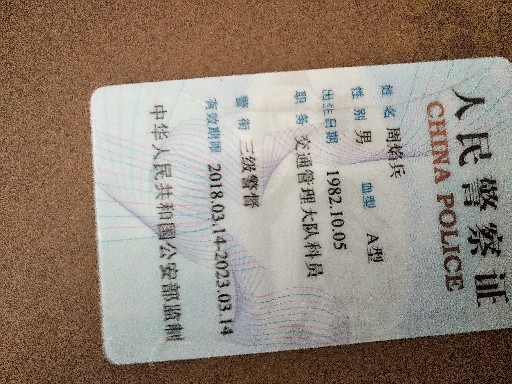 人民警察证
CHINA POLICE
姓名 周焰兵
性别 男 血型 A型
出生日期 1982.10.05
职务 交通管理大队科员
警衔 三级警督
有效期限 2018.03.14-2023.03.14
中华人民共和国公安部监制